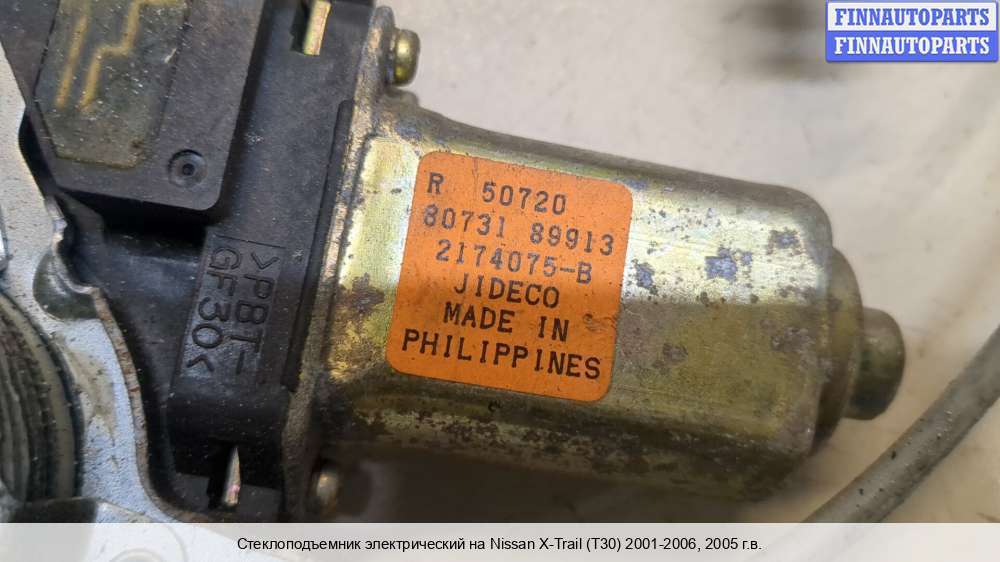 FINNAUTOPARTS
FINNAUTOPARTS
R 50720
80731 89913
2174075-B
JIDECO
MADE IN
PHILIPPINES
>PBT-
GF30<
Стеклоподъемник электрический на Nissan X-Trail (T30) 2001-2006, 2005 г.в.